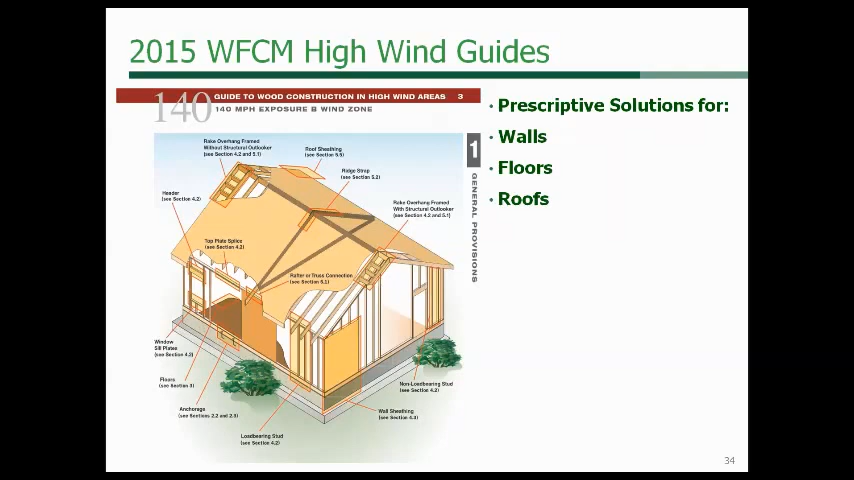 2015 WFCM High Wind Guides
140
GUIDE TO WOOD CONSTRUCTION IN HIGH WIND AREAS 3
140 MPH EXPOSURE B WIND ZONE
• Prescriptive Solutions for:
• Walls
• Floors
• Roofs
1
GENERAL PROVISIONS
Rake Overhang Framed
Without Structural Outlooker
(see Section 4.2 and 5.1)
Roof Sheathing
(see Section 5.5)
Ridge Strap
(see Section 5.2)
Header
(see Section 4.2)
Rake Overhang Framed
With Structural Outlooker
(see Section 4.2 and 5.1)
Top Plate Splice
(see Section 4.2)
Rafter or Truss Connection
(see Section 5.1)
Window
Sill Plates
(see Section 4.2)
Floors
(see Section 3)
Anchorage
(see Sections 2.2 and 2.3)
Loadbearing Stud
(see Section 4.2)
Non-Loadbearing Stud
(see Section 4.2)
Wall Sheathing
(see Section 4.3)
34